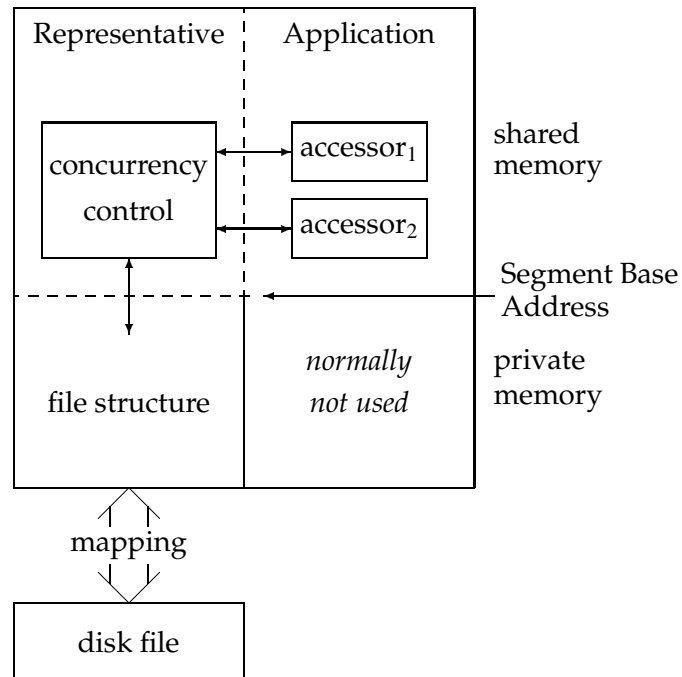 Representative
Application
concurrency
control
accessor₁
accessor₂
shared
memory
Segment Base
Address
file structure
normally
not used
private
memory
mapping
disk file